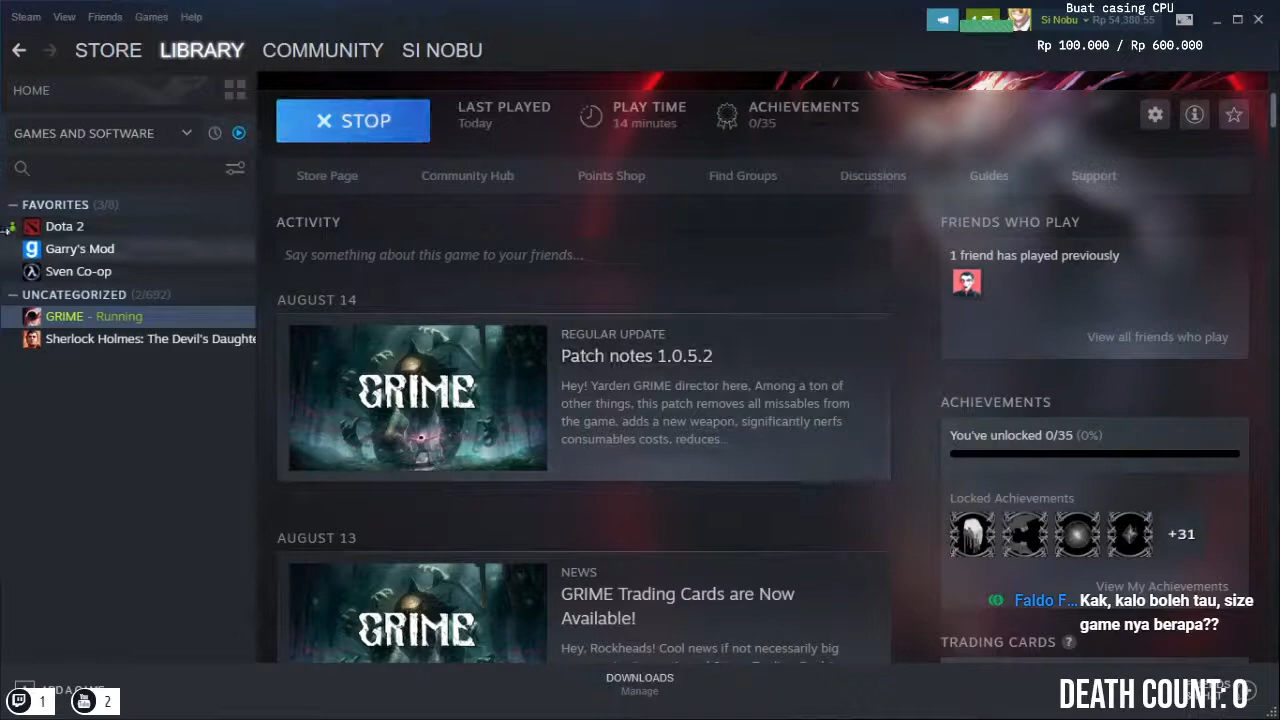 Steam View Friends Games Help
Buat casing CPU
1
Si Nobu
Rp 54,380.55
Rp 100.000 / Rp 600.000
STORE LIBRARY COMMUNITY SI NOBU
HOME
GAMES AND SOFTWARE
FAVORITES (3/8)
Dota 2
Garry's Mod
Sven Co-op
UNCATEGORIZED (2/692)
GRIME - Running
Sherlock Holmes: The Devil's Daughte
STOP
LAST PLAYED
Today
PLAY TIME
14 minutes
ACHIEVEMENTS
0/35
Store Page Community Hub Points Shop Find Groups Discussions Guides Support
ACTIVITY
Say something about this game to your friends...
AUGUST 14
GRIME
REGULAR UPDATE
Patch notes 1.0.5.2
Hey! Yarden GRIME director here, Among a ton of
other things, this patch removes all missables from
the game, adds a new weapon, significantly nerfs
consumables costs, reduces...
AUGUST 13
GRIME
NEWS
GRIME Trading Cards are Now
Available!
Hey, Rockheads! Cool news if not necessarily big
FRIENDS WHO PLAY
1 friend has played previously
View all friends who play
ACHIEVEMENTS
You've unlocked 0/35 (0%)
Locked Achievements
+31
View My Achievements
Faldo F... Kak, kalo boleh tau, size
game nya berapa??
TRADING CARDS ?
DOWNLOADS
Manage
1
2
DEATH COUNT: 0